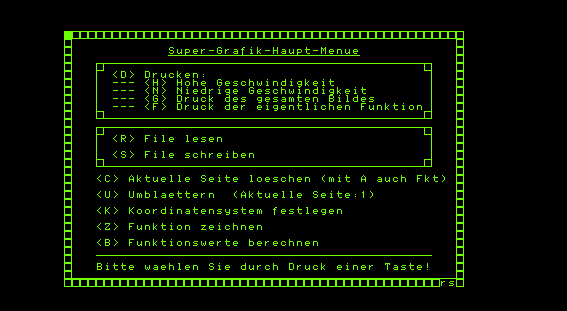 Super-Grafik-Haupt-Menue
<D> Drucken:
--- <H> Hohe Geschwindigkeit
--- <N> Niedrige Geschwindigkeit
--- <G> Druck des gesamten Bildes
--- <F> Druck der eigentlichen Funktion
<R> File lesen
<S> File schreiben
<C> Aktuelle Seite loeschen (mit A auch Fkt)
<U> Umblaettern (Aktuelle Seite:1)
<K> Koordinatensystem festlegen
<Z> Funktion zeichnen
<B> Funktionswerte berechnen
Bitte waehlen Sie durch Druck einer Taste!
rs